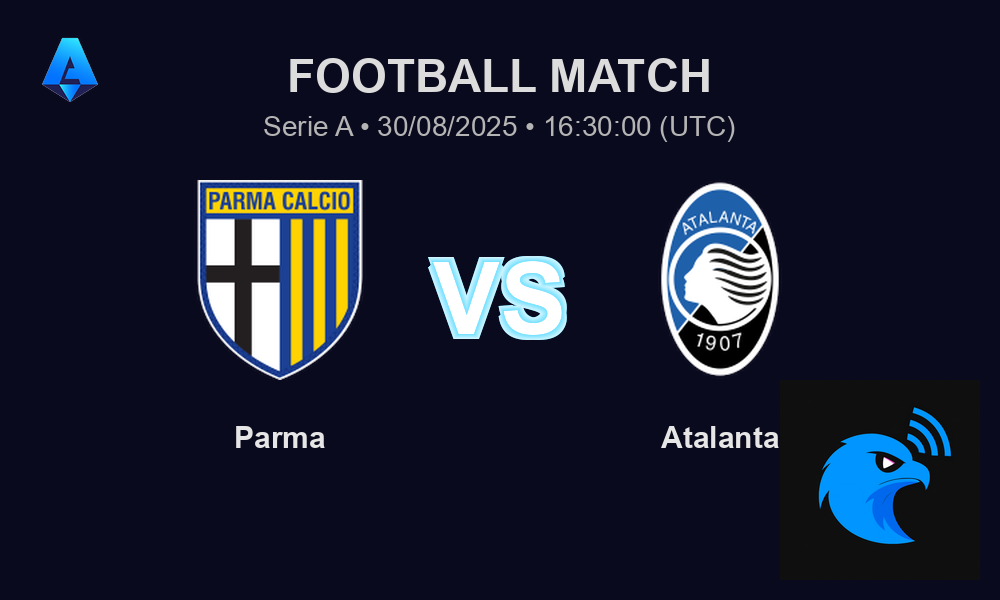 FOOTBALL MATCH
Serie A • 30/08/2025 • 16:30:00 (UTC)
PARMA CALCIO
ATALANTA
VS
1907
Parma
Atalanta